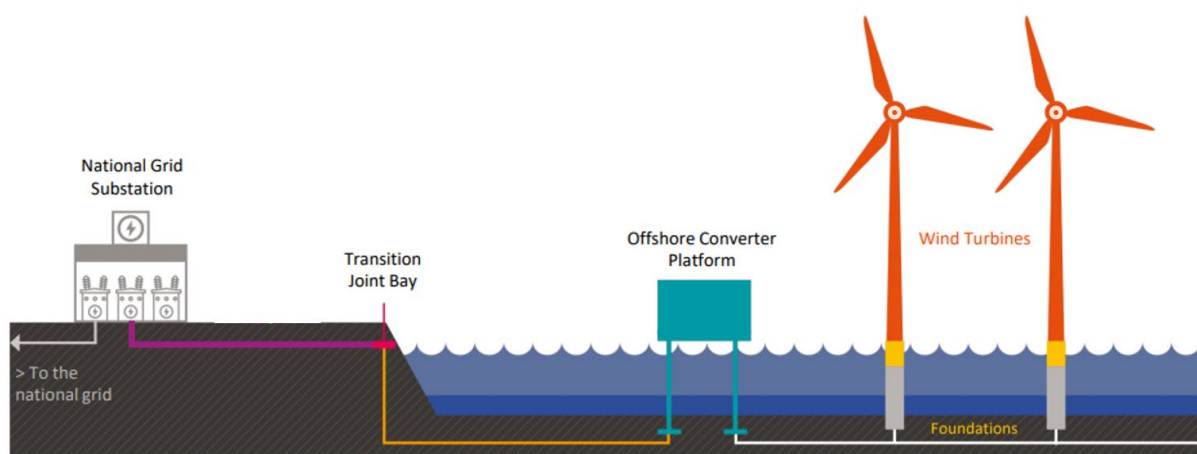 National Grid
Substation
Transition
Joint Bay
Offshore Converter
Platform
Wind Turbines
> To the
national grid
Foundations